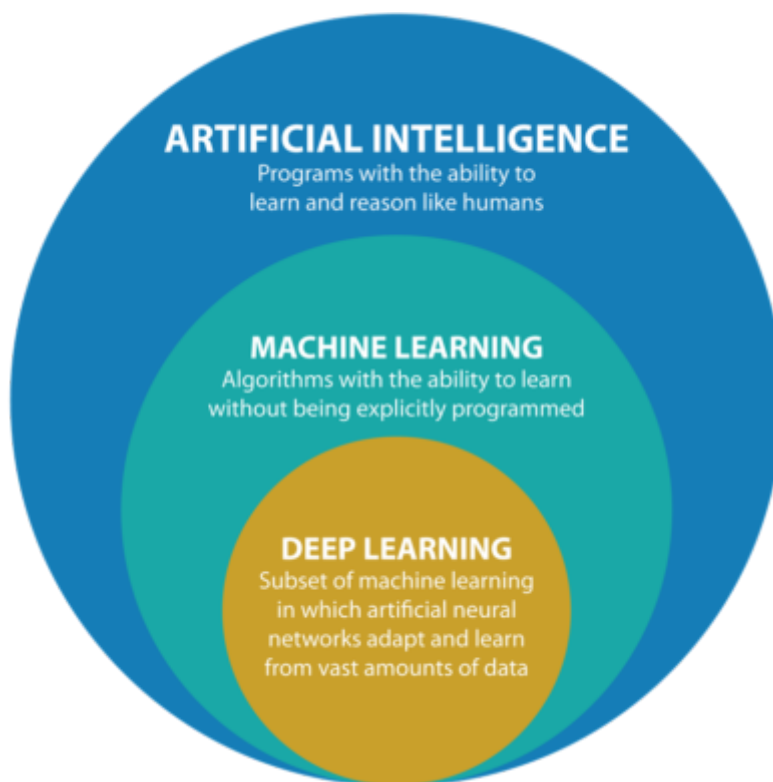 ARTIFICIAL INTELLIGENCE
Programs with the ability to
learn and reason like humans
MACHINE LEARNING
Algorithms with the ability to learn
without being explicitly programmed
DEEP LEARNING
Subset of machine learning
in which artificial neural
networks adapt and learn
from vast amounts of data